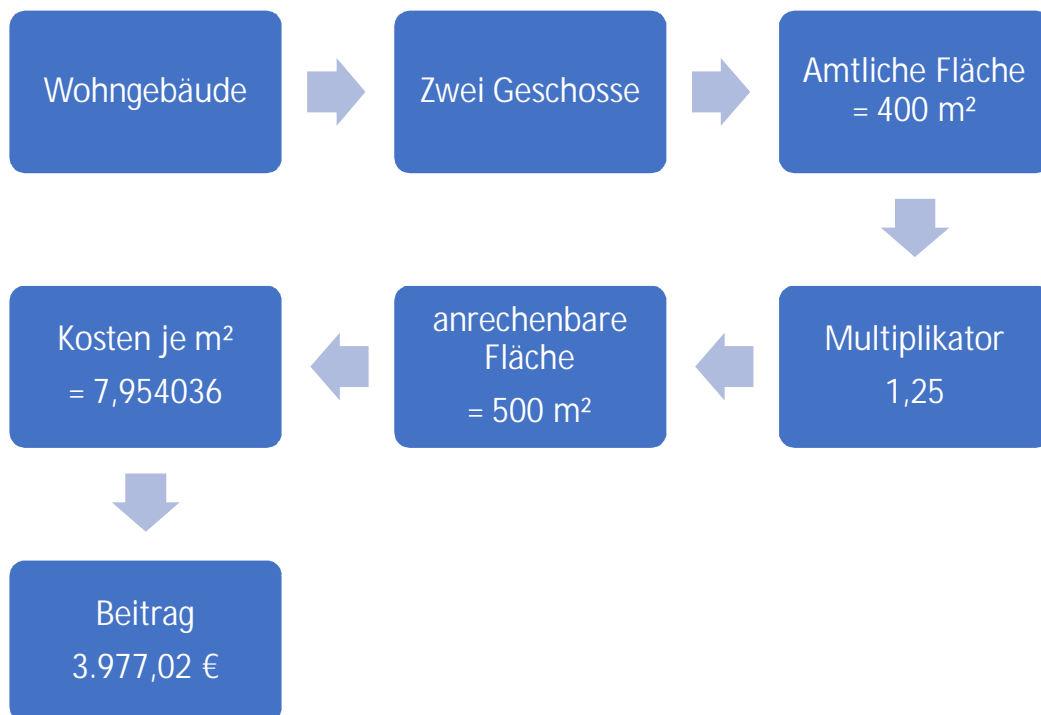 Wohngebäude
Zwei Geschosse
Amtliche Fläche
= 400 m²
Multiplikator
1,25
anrechenbare
Fläche
= 500 m²
Kosten je m²
= 7,954036
Beitrag
3.977,02 €